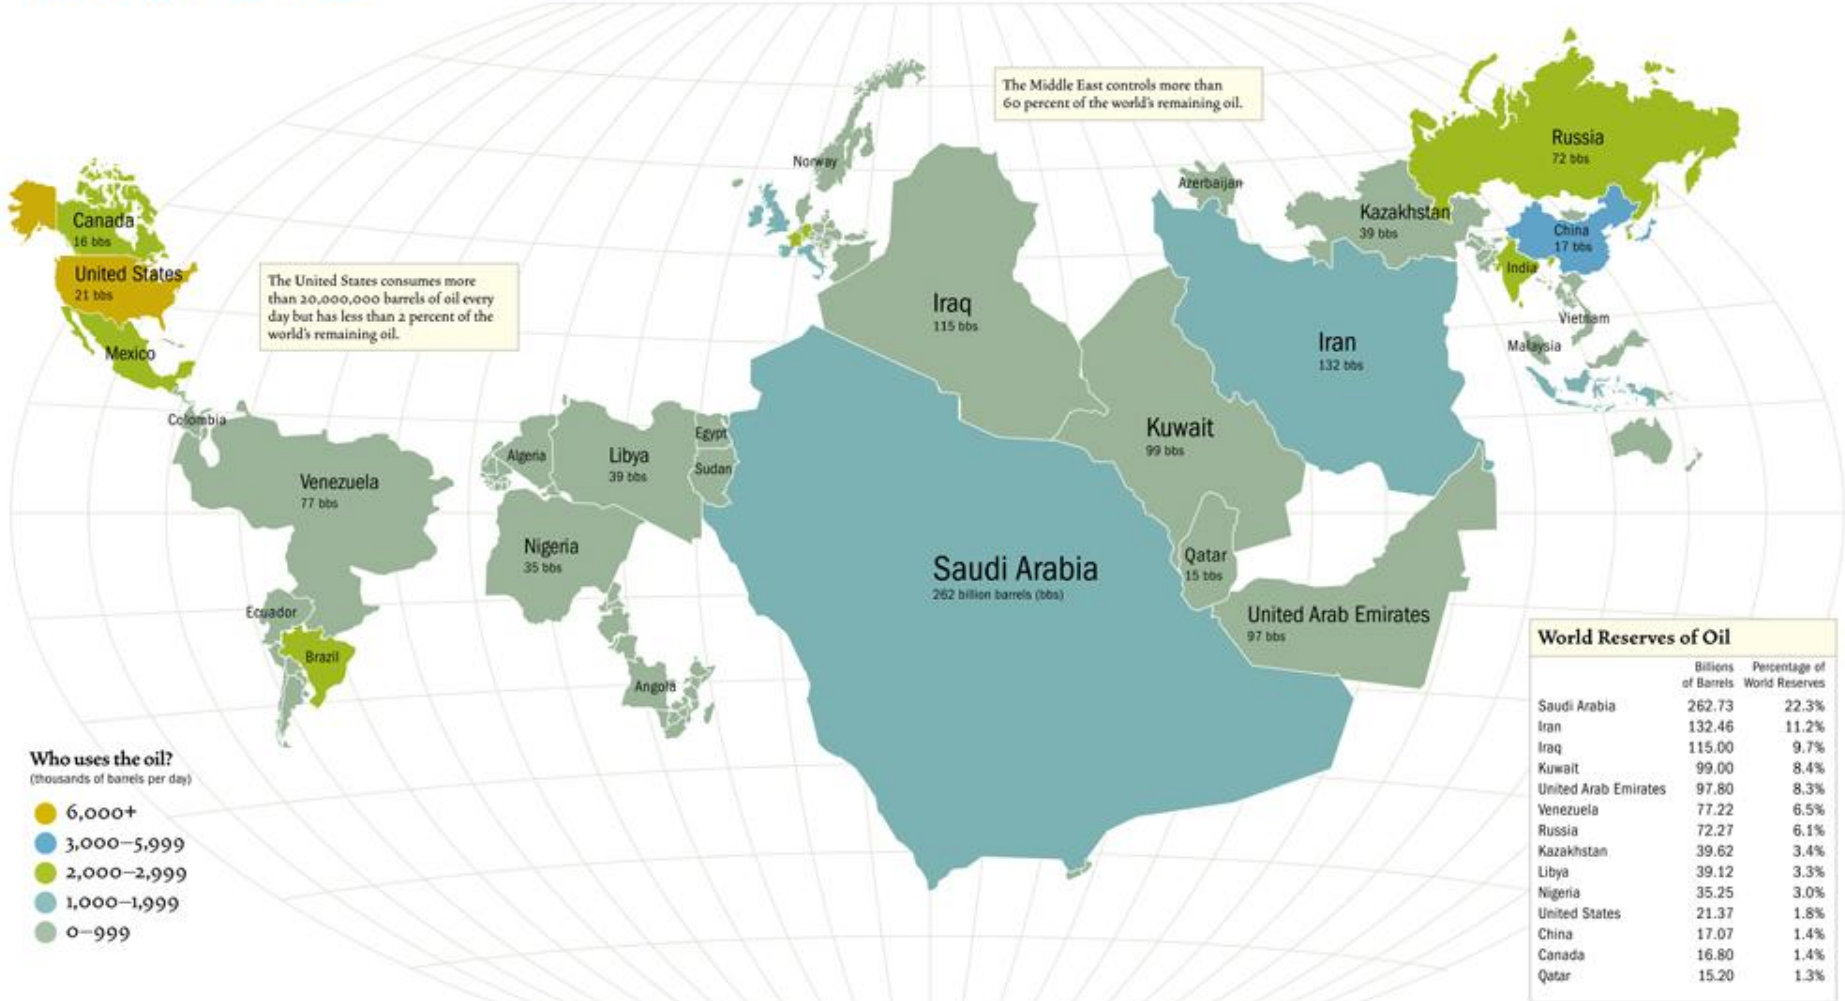 The Middle East controls more than
60 percent of the world's remaining oil.
Norway
Russia
72 bbs
Azerbaijan
Kazakhstan
39 bbs
China
17 bbs
India
Vietnam
Malaysia
Canada
16 bbs
United States
21 bbs
Mexico
The United States consumes more
than 20,000,000 barrels of oil every
day but has less than 2 percent of the
world's remaining oil.
Iraq
115 bbs
Iran
132 bbs
Kuwait
99 bbs
Colombia
Venezuela
77 bbs
Ecuador
Brazil
Algeria
Libya
39 bbs
Egypt
Sudan
Nigeria
35 bbs
Angola
Saudi Arabia
262 billion barrels (bbs)
Qatar
15 bbs
United Arab Emirates
97 bbs
Who uses the oil?
(thousands of barrels per day)
6,000+
3,000–5,999
2,000–2,999
1,000–1,999
0–999
World Reserves of Oil
Billions Percentage of
of Barrels World Reserves
Saudi Arabia 262.73 22.3%
Iran 132.46 11.2%
Iraq 115.00 9.7%
Kuwait 99.00 8.4%
United Arab Emirates 97.80 8.3%
Venezuela 77.22 6.5%
Russia 72.27 6.1%
Kazakhstan 39.62 3.4%
Libya 39.12 3.3%
Nigeria 35.25 3.0%
United States 21.37 1.8%
China 17.07 1.4%
Canada 16.80 1.4%
Qatar 15.20 1.3%